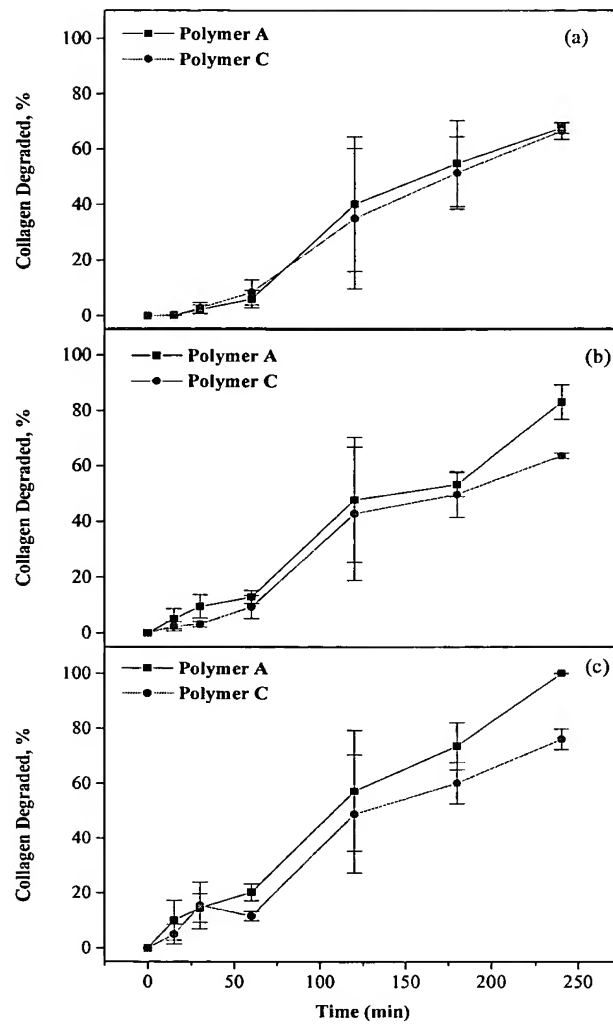 100
80
60
40
20
0
Collagen Degraded, %
Polymer A
Polymer C
(a)
80
60
40
20
0
Collagen Degraded, %
Polymer A
Polymer C
(b)
100
80
60
40
20
0
Collagen Degraded, %
Polymer A
Polymer C
(c)
0 50 100 150 200 250
Time (min)